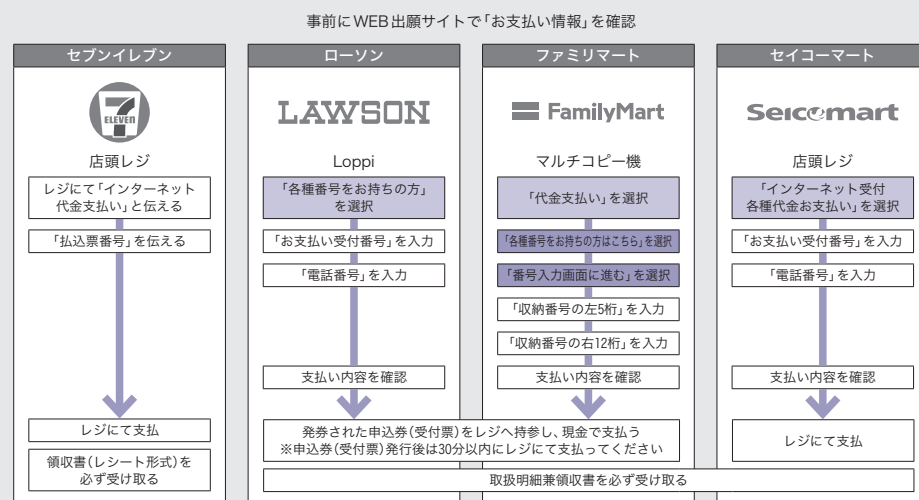 事前にWEB出願サイトで「お支払い情報」を確認
セブンイレブン
7
ELEVEn
店頭レジ
レジにて「インターネット
代金支払い」と伝える
「払込票番号」を伝える
レジにて支払
領収書(レシート形式)を
必ず受け取る
ローソン
LAWSON
Loppi
「各種番号をお持ちの方」
を選択
「お支払い受付番号」を入力
「電話番号」を入力
支払い内容を確認
ファミリマート
FamilyMart
マルチコピー機
「代金支払い」を選択
「各種番号をお持ちの方はこちら」を選択
「番号入力画面に進む」を選択
「収納番号の左5桁」を入力
「収納番号の右12桁」を入力
支払い内容を確認
発券された申込券(受付票)をレジへ持参し、現金で支払う
※申込券(受付票)発行後は30分以内にレジにて支払ってください
セイコーマート
Seicomart
店頭レジ
「インターネット受付
各種代金お支払い」を選択
「お支払い受付番号」を入力
「電話番号」を入力
支払い内容を確認
レジにて支払
取扱明細兼領収書を必ず受け取る